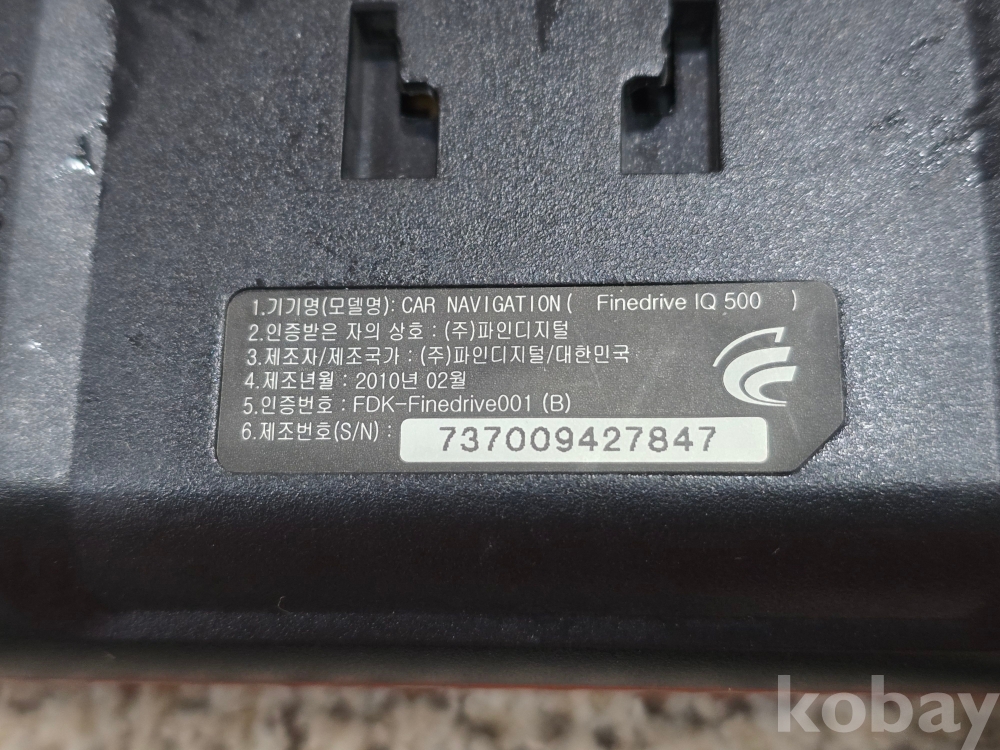 1.기기명(모델명): CAR NAVIGATION ( Finedrive IQ 500 )
2.인증받은 자의 상호 : (주)파인디지털
3.제조자/제조국가 : (주)파인디지털/대한민국
4.제조년월 : 2010년 02월
5.인증번호 : FDK-Finedrive001 (B)
6.제조번호(S/N) : 737009427847
kobay